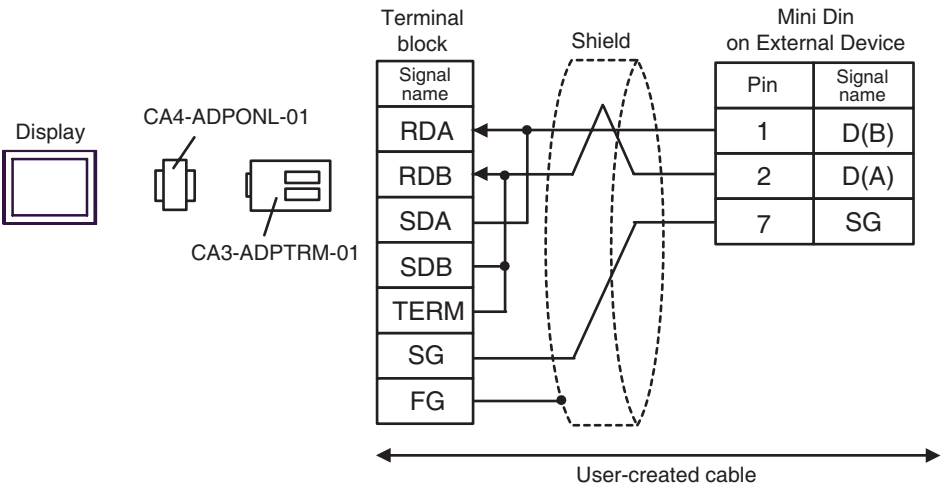 Display
CA4-ADPONL-01
CA3-ADPTRM-01
Terminal
block
Signal
name
RDA
RDB
SDA
SDB
TERM
SG
FG
Shield
Mini Din
on External Device
Pin
Signal
name
1
D(B)
2
D(A)
7
SG
User-created cable